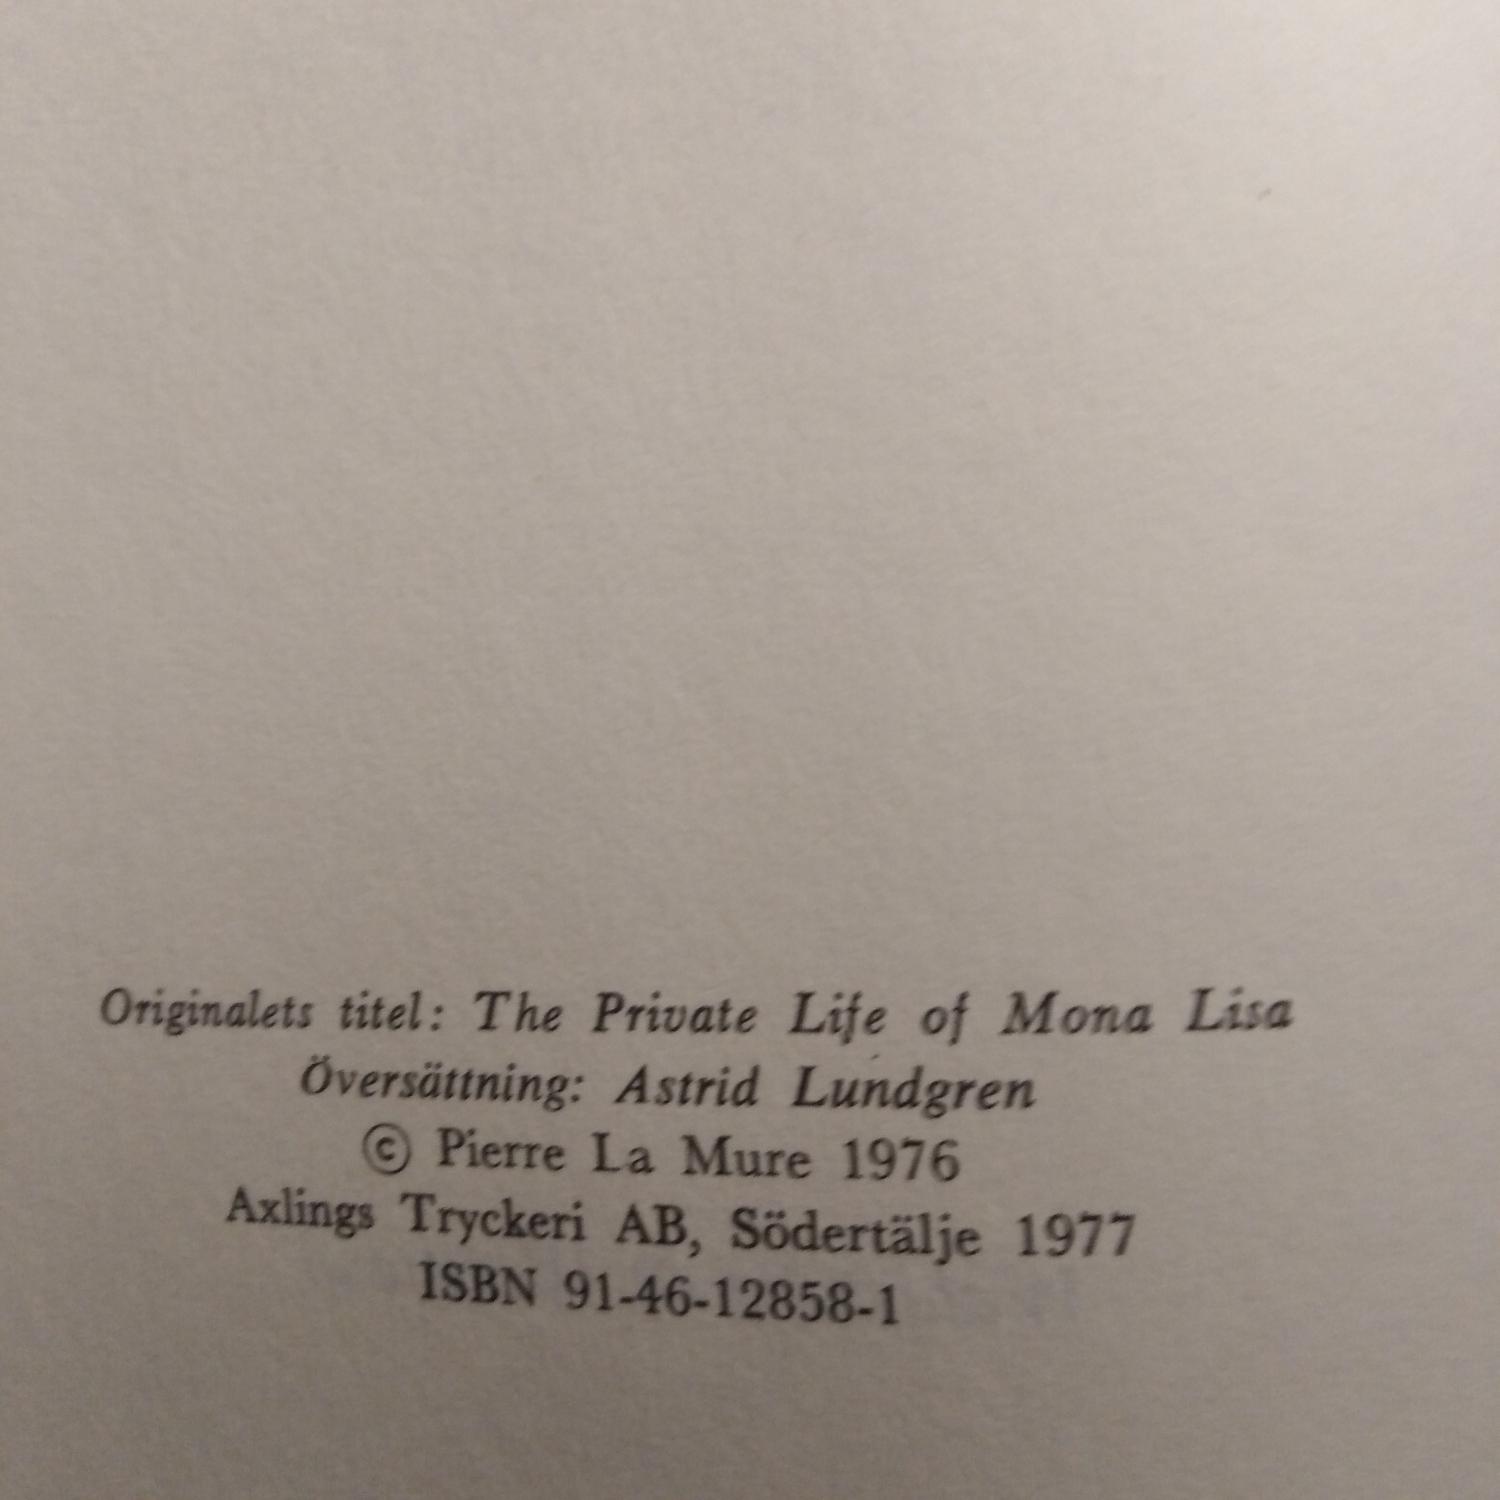 Originalets titel: The Private Life of Mona Lisa
Översättning: Astrid Lundgren
© Pierre La Mure 1976
Axlings Tryckeri AB, Södertälje 1977
ISBN 91-46-12858-1